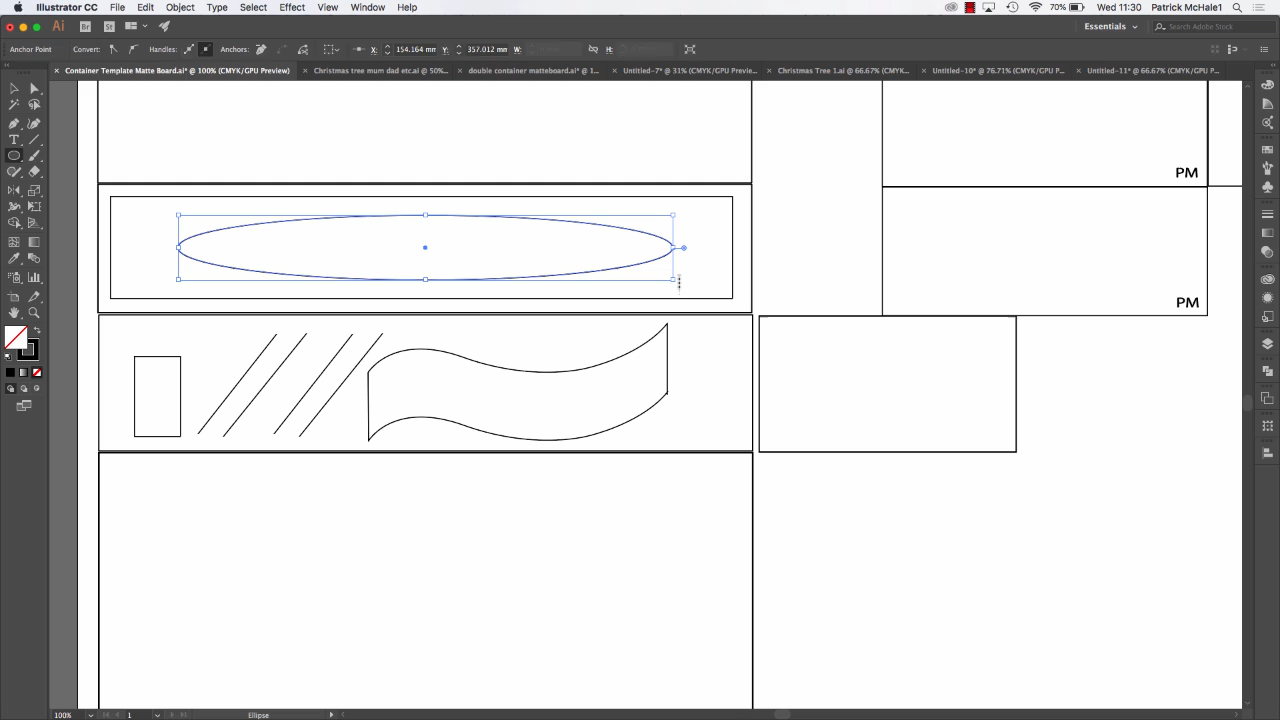 Illustrator CC File Edit Object Type Select Effect View Window Help
70% Wed 11:30 Patrick McHale1
Ai Br St Essentials Search Adobe Stock
Anchor Point Convert: Handles: Anchors: X: 154.164 mm Y: 357.012 mm W: H:
Container Template Matte Board.ai* @ 100% (CMYK/GPU Preview) Christmas tree mum dad etc.ai @ 50%... double container matteboard.ai* @ 1... Untitled-7* @ 31% (CMYK/GPU Previe... Christmas Tree 1.ai @ 66.67% (CMYK... Untitled-10* @ 76.71% (CMYK/GPU P... Untitled-11* @ 66.67% (CMYK/GPU P...
PM
PM
100% 1 Ellipse